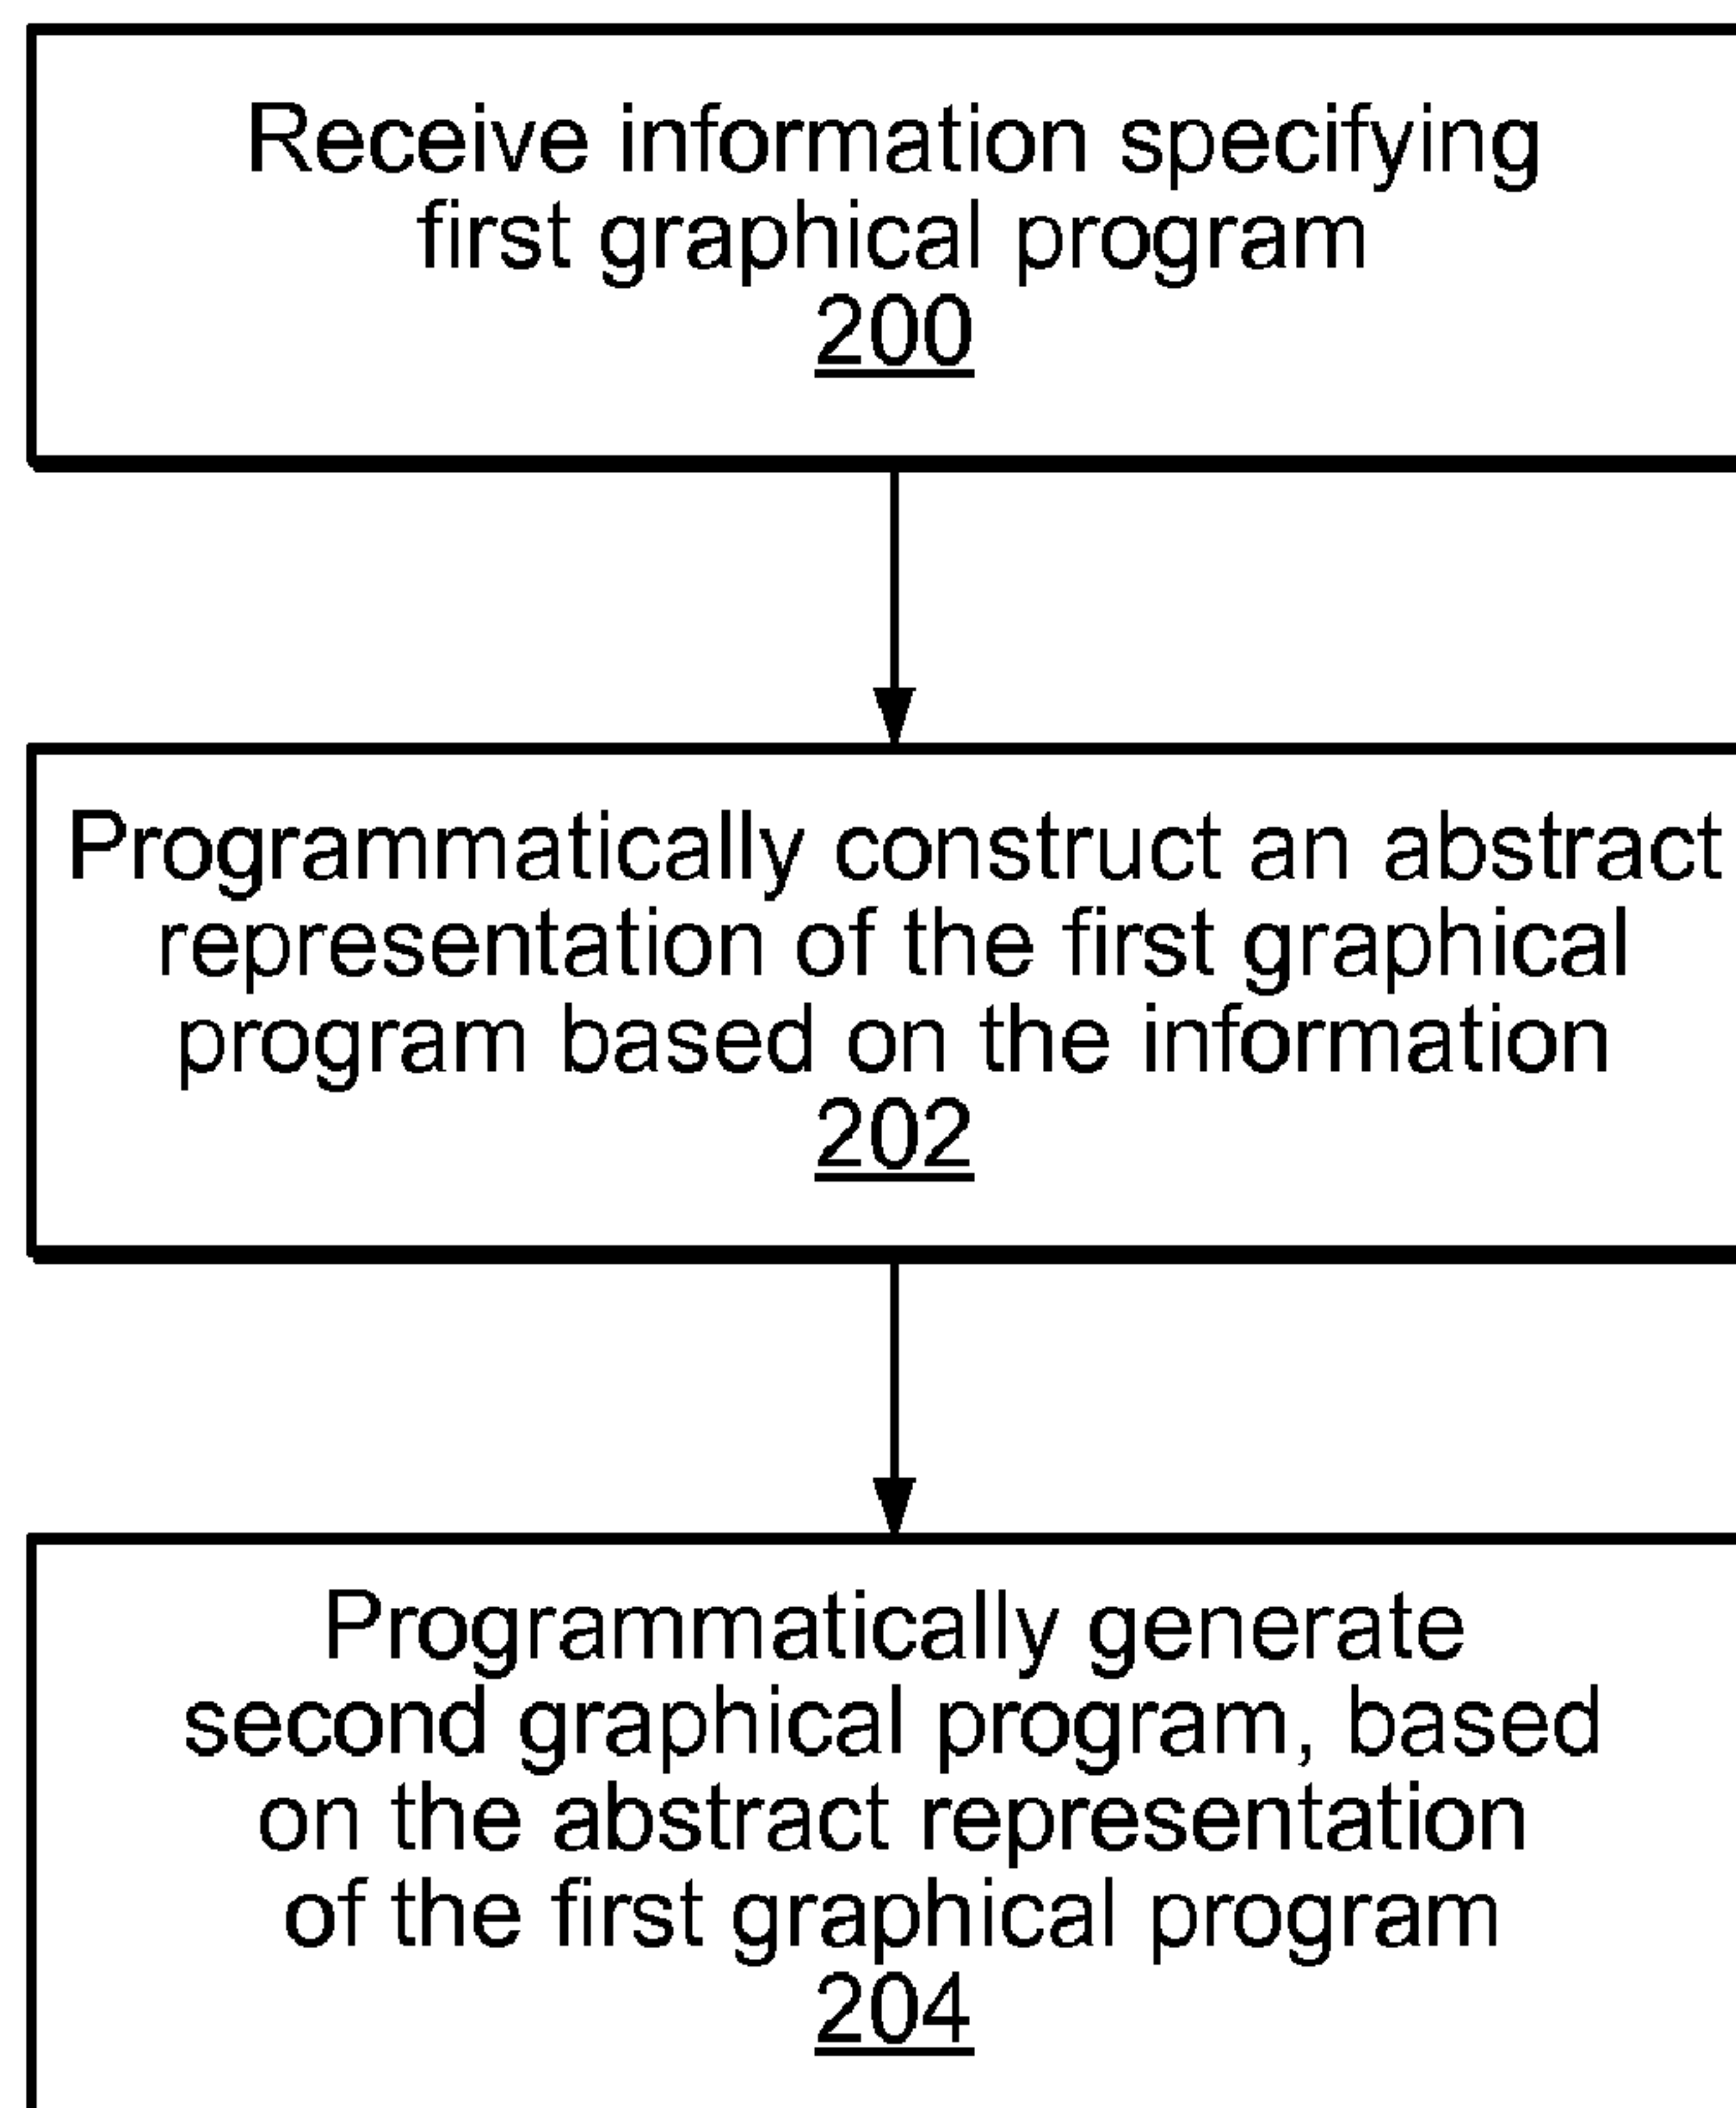 Receive information specifying
first graphical program
200
Programmatically construct an abstract
representation of the first graphical
program based on the information
202
Programmatically generate
second graphical program, based
on the abstract representation
of the first graphical program
204